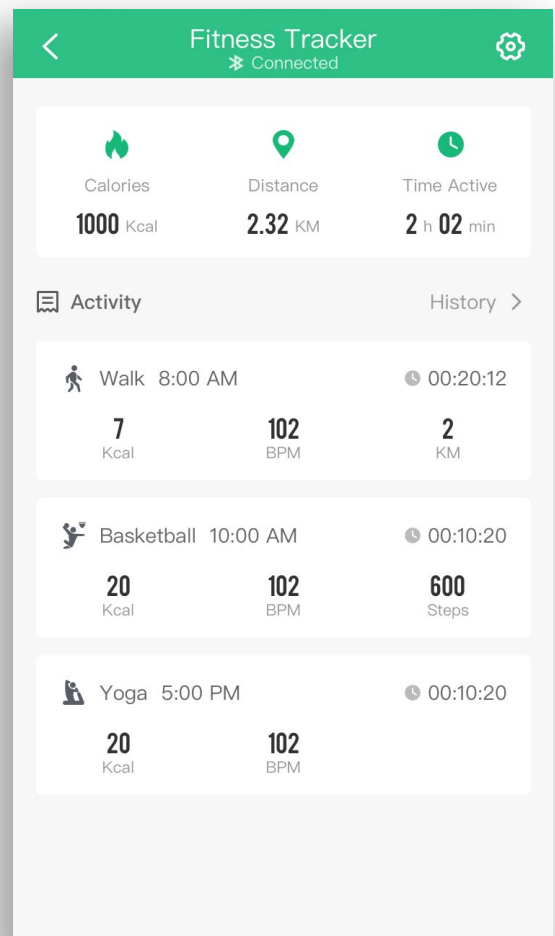 Fitness Tracker
Connected
Calories Distance Time Active
1000 Kcal 2.32 KM 2 h 02 min
Activity History
Walk 8:00 AM 00:20:12
7 102 2
Kcal BPM KM
Basketball 10:00 AM 00:10:20
20 102 600
Kcal BPM Steps
Yoga 5:00 PM 00:10:20
20 102
Kcal BPM